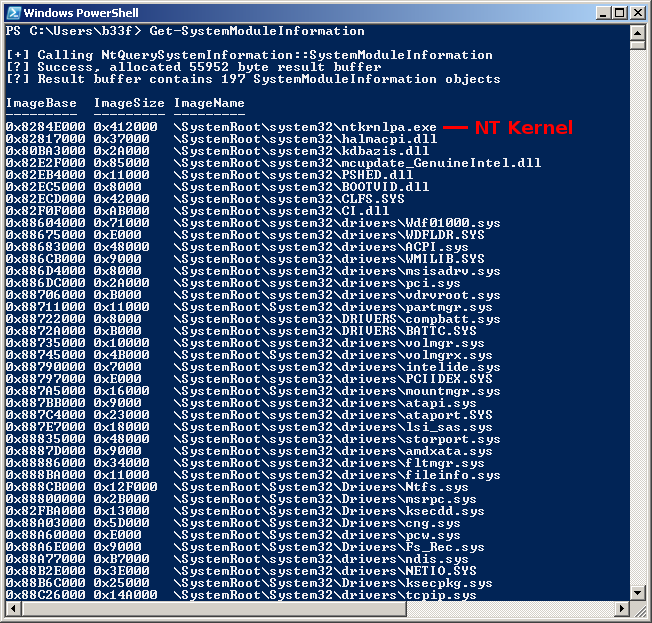 Windows PowerShell
PS C:\Users\b33f> Get-SystemModuleInformation
[+] Calling NtQuerySystemInformation::SystemModuleInformation
[?] Success, allocated 55952 byte result buffer
[?] Result buffer contains 197 SystemModuleInformation objects
ImageBase ImageSize ImageName
--------- --------- ---------
0x8284E000 0x412000 \SystemRoot\system32\ntkrnlpa.exe NT Kernel
0x82817000 0x37000 \SystemRoot\system32\halmacpi.dll
0x80BA3000 0x2A000 \SystemRoot\system32\kdbazis.dll
0x82E2F000 0x85000 \SystemRoot\system32\mcupdate_GenuineIntel.dll
0x82EB4000 0x11000 \SystemRoot\system32\PSHED.dll
0x82EC5000 0x8000 \SystemRoot\system32\BOOTVID.dll
0x82ECD000 0x42000 \SystemRoot\system32\CLFS.SYS
0x82F0F000 0xAB000 \SystemRoot\system32\CI.dll
0x88604000 0x71000 \SystemRoot\system32\drivers\Wdf01000.sys
0x88675000 0xE000 \SystemRoot\system32\drivers\WDFLDR.SYS
0x88683000 0x48000 \SystemRoot\system32\drivers\ACPI.sys
0x886CB000 0x9000 \SystemRoot\system32\drivers\WMILIB.SYS
0x886D4000 0x8000 \SystemRoot\system32\drivers\msisadrv.sys
0x886DC000 0x2A000 \SystemRoot\system32\drivers\pci.sys
0x88706000 0xB000 \SystemRoot\system32\drivers\vdrvroot.sys
0x88711000 0x11000 \SystemRoot\system32\drivers\partmgr.sys
0x88722000 0x8000 \SystemRoot\system32\DRIVERS\compbatt.sys
0x8872A000 0xB000 \SystemRoot\system32\DRIVERS\BATTC.SYS
0x88735000 0x10000 \SystemRoot\system32\drivers\volmgr.sys
0x88745000 0x4B000 \SystemRoot\system32\drivers\volmgrx.sys
0x88790000 0x7000 \SystemRoot\system32\drivers\intelide.sys
0x88797000 0xE000 \SystemRoot\system32\drivers\PCIIDEX.SYS
0x887A5000 0x16000 \SystemRoot\system32\drivers\mountmgr.sys
0x887BB000 0x9000 \SystemRoot\system32\drivers\atapi.sys
0x887C4000 0x23000 \SystemRoot\system32\drivers\ataport.SYS
0x887E7000 0x18000 \SystemRoot\system32\drivers\lsi_sas.sys
0x88835000 0x48000 \SystemRoot\system32\drivers\storport.sys
0x8887D000 0x9000 \SystemRoot\system32\drivers\amdxata.sys
0x88886000 0x34000 \SystemRoot\system32\drivers\fltmgr.sys
0x888BA000 0x11000 \SystemRoot\system32\drivers\fileinfo.sys
0x888CB000 0x12F000 \SystemRoot\System32\Drivers\Ntfs.sys
0x88800000 0x2B000 \SystemRoot\System32\Drivers\msrpc.sys
0x82FBA000 0x13000 \SystemRoot\System32\Drivers\ksecdd.sys
0x88A03000 0x5D000 \SystemRoot\System32\Drivers\cng.sys
0x88A60000 0xE000 \SystemRoot\System32\drivers\pcw.sys
0x88A6E000 0x9000 \SystemRoot\System32\Drivers\Fs_Rec.sys
0x88A77000 0xB7000 \SystemRoot\system32\drivers\ndis.sys
0x88B2E000 0x3E000 \SystemRoot\system32\drivers\NETIO.SYS
0x88B6C000 0x25000 \SystemRoot\System32\Drivers\ksecpkg.sys
0x88C26000 0x14A000 \SystemRoot\System32\drivers\tcpip.sys